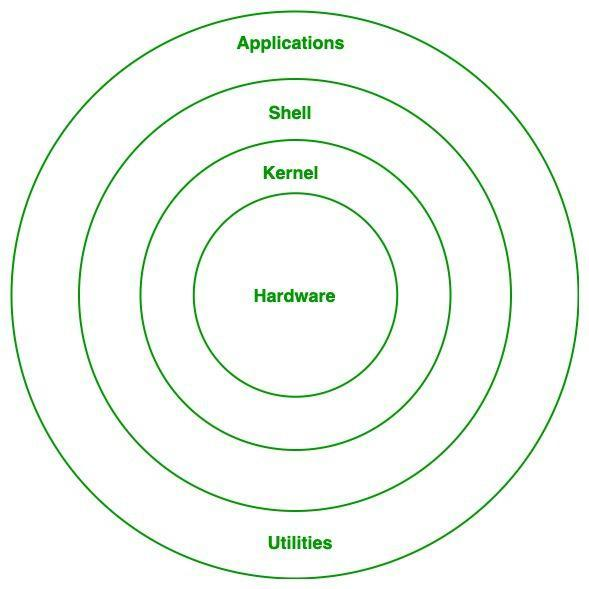 Applications
Shell
Kernel
Hardware
Utilities